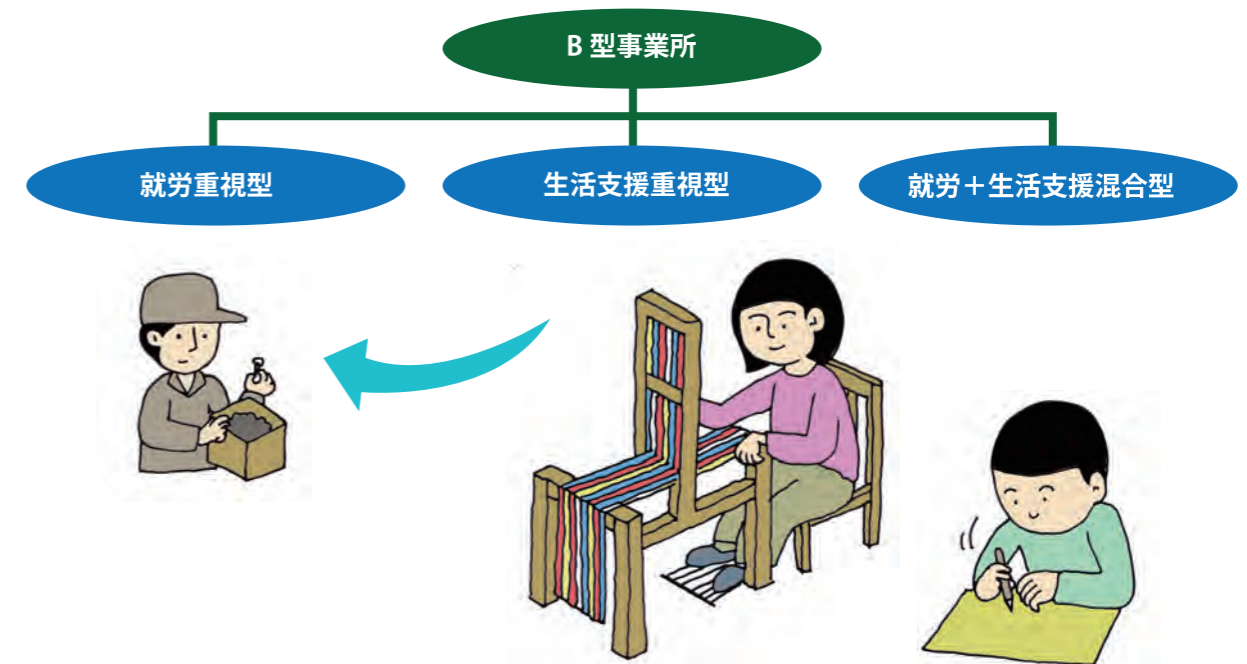 B 型事業所
就労重視型
生活支援重視型
就労＋生活支援混合型